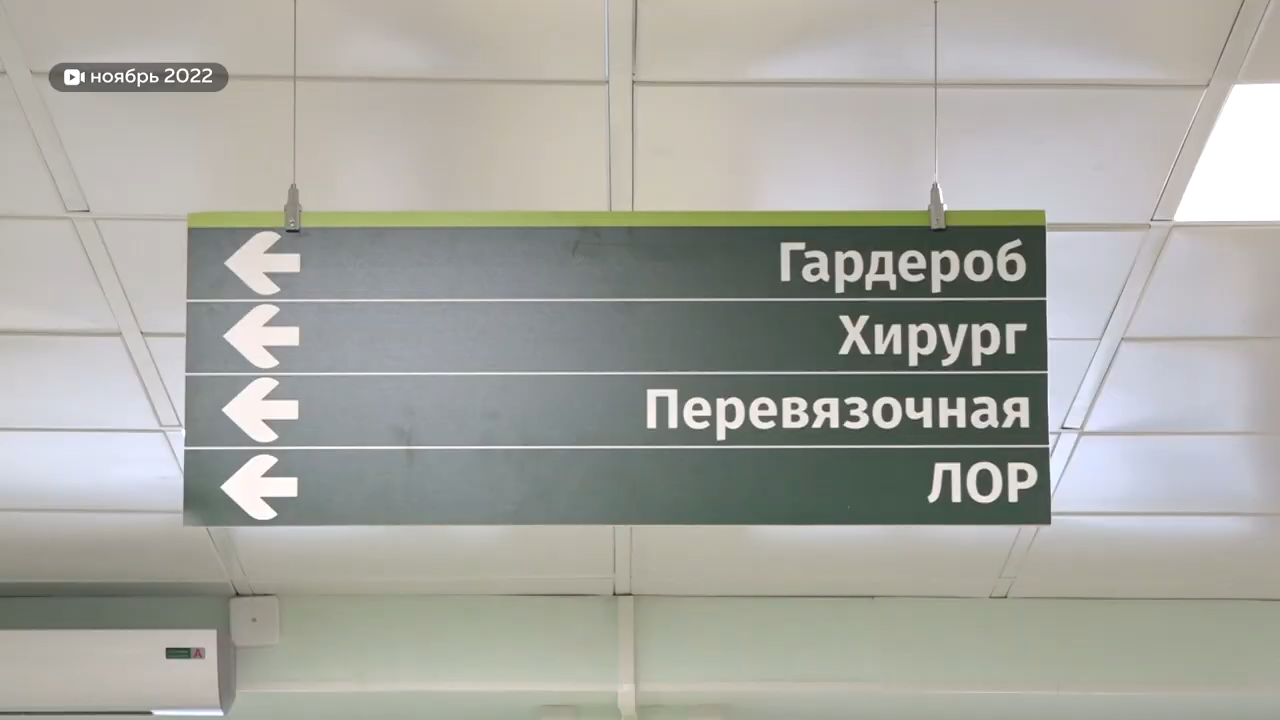 ноябрь 2022
Гардероб
Хирург
Перевязочная
ЛОР
A